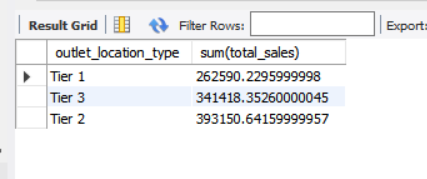 Result Grid Filter Rows: Export:
outlet_location_type sum(total_sales)
Tier 1 262590.2295999998
Tier 3 341418.35260000045
Tier 2 393150.64159999957